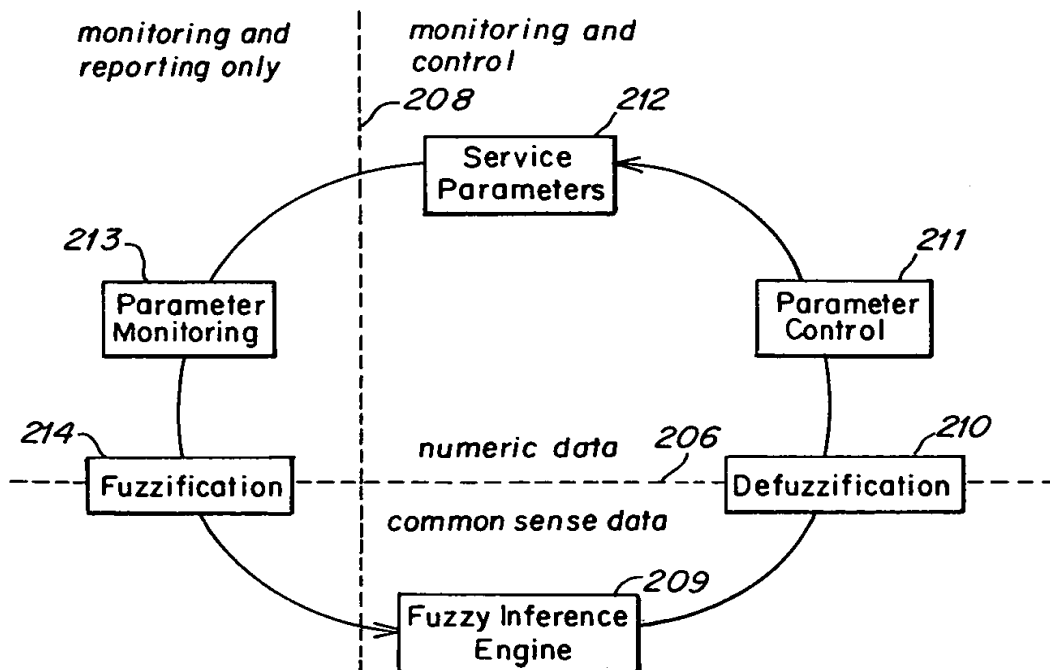 monitoring and
reporting only
monitoring and
control
208
212
Service
Parameters
213
211
Parameter
Monitoring
Parameter
Control
214
numeric data
206
210
Fuzzification
Defuzzification
common sense data
209
Fuzzy Inference
Engine